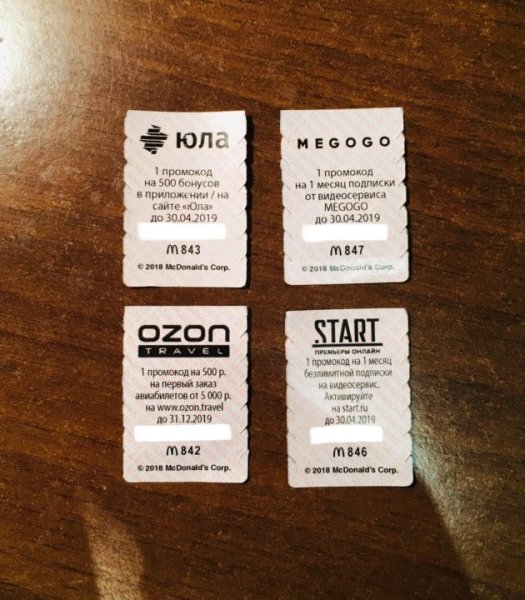 юла
1 промокод
на 500 бонусов
в приложении / на
сайте «Юла»
до 30.04.2019
m 843
© 2018 McDonald's Corp.
MEGOGO
1 промокод
на 1 месяц подписки
от видеосервиса
MEGOGO
до 30.04.2019
m 847
© 2018 McDonald's Corp.
OZON
TRAVEL
1 промокод на 500 р.
на первый заказ
авиабилетов от 5 000 р.
на www.ozon.travel
до 31.12.2019
m 842
© 2018 McDonald's Corp.
START
ПРЕМЬЕРЫ ОНЛАЙН
1 промокод на 1 месяц
безлимитной подписки
на видеосервис.
Активируйте
на start.ru
до 30.04.2019
m 846
© 2018 McDonald's Corp.